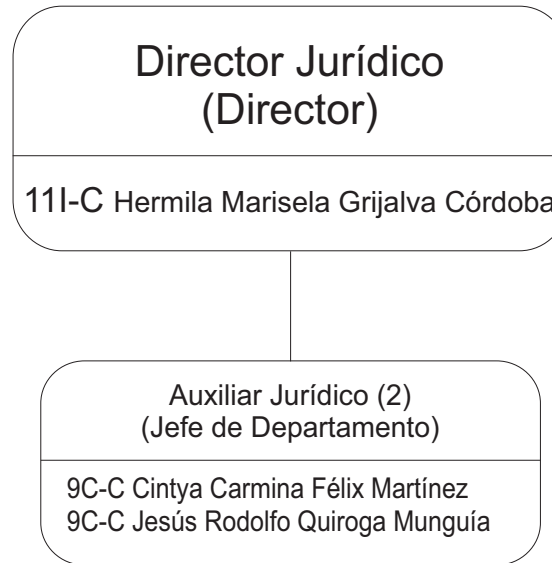 Director Jurídico
(Director)
11I-C Hermila Marisela Grijalva Córdoba
Auxiliar Jurídico (2)
(Jefe de Departamento)
9C-C Cintya Carmina Félix Martínez
9C-C Jesús Rodolfo Quiroga Munguía